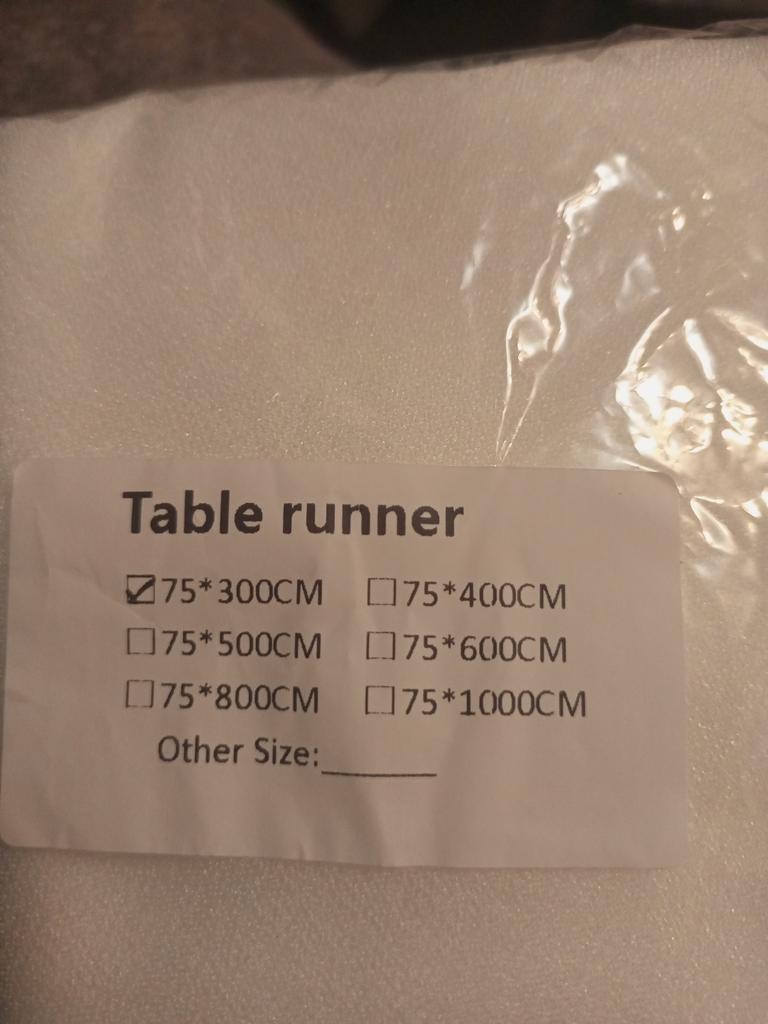 Table runner
☑75*300CM ☐75*400CM
☐75*500CM ☐75*600CM
☐75*800CM ☐75*1000CM
Other Size:_______